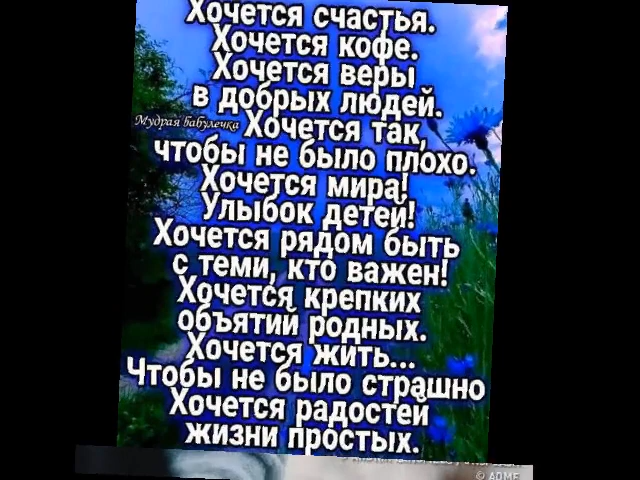 Хочется счастья.
Хочется кофе.
Хочется веры
в добрых людей.
Мудрая бабулечка
Хочется так,
чтобы не было плохо.
Хочется мира!
Улыбок детей!
Хочется рядом быть
с теми, кто важен!
Хочется крепких
объятий родных.
Хочется жить...
Чтобы не было страшно
Хочется радостей
жизни простых.
© ADME